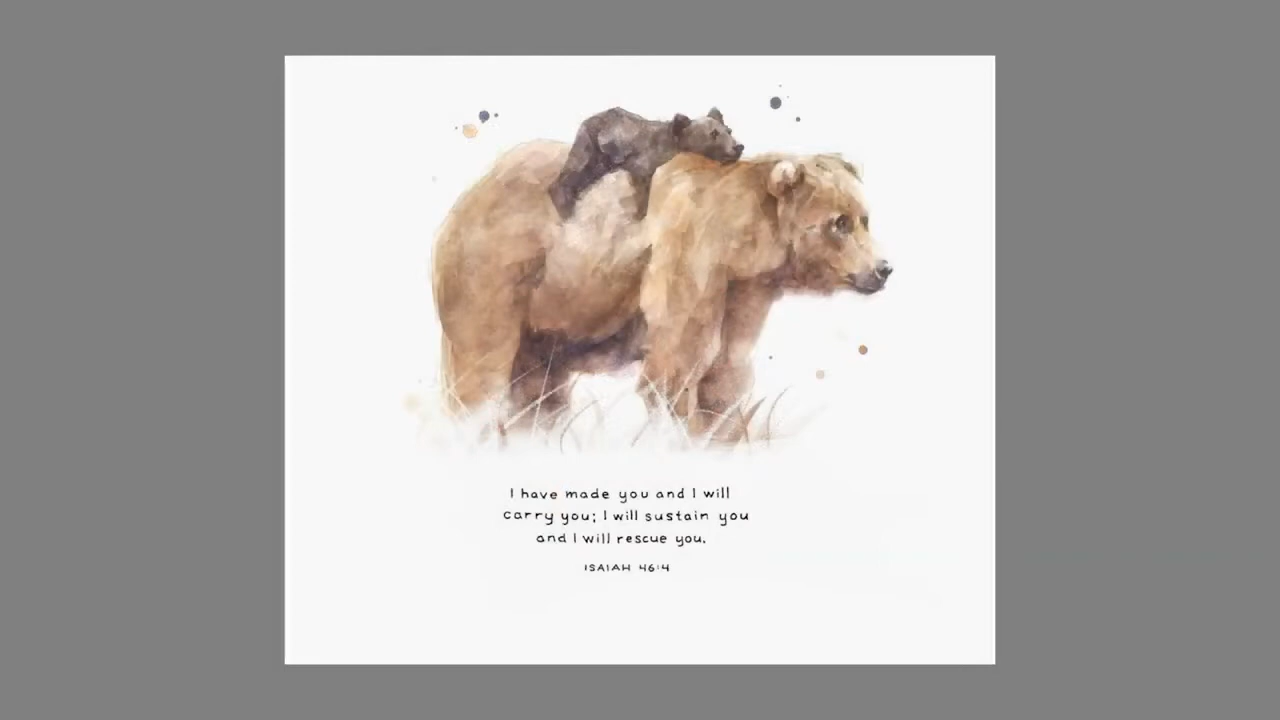 I have made you and I will
carry you; I will sustain you
and I will rescue you.
ISAIAH 46:4